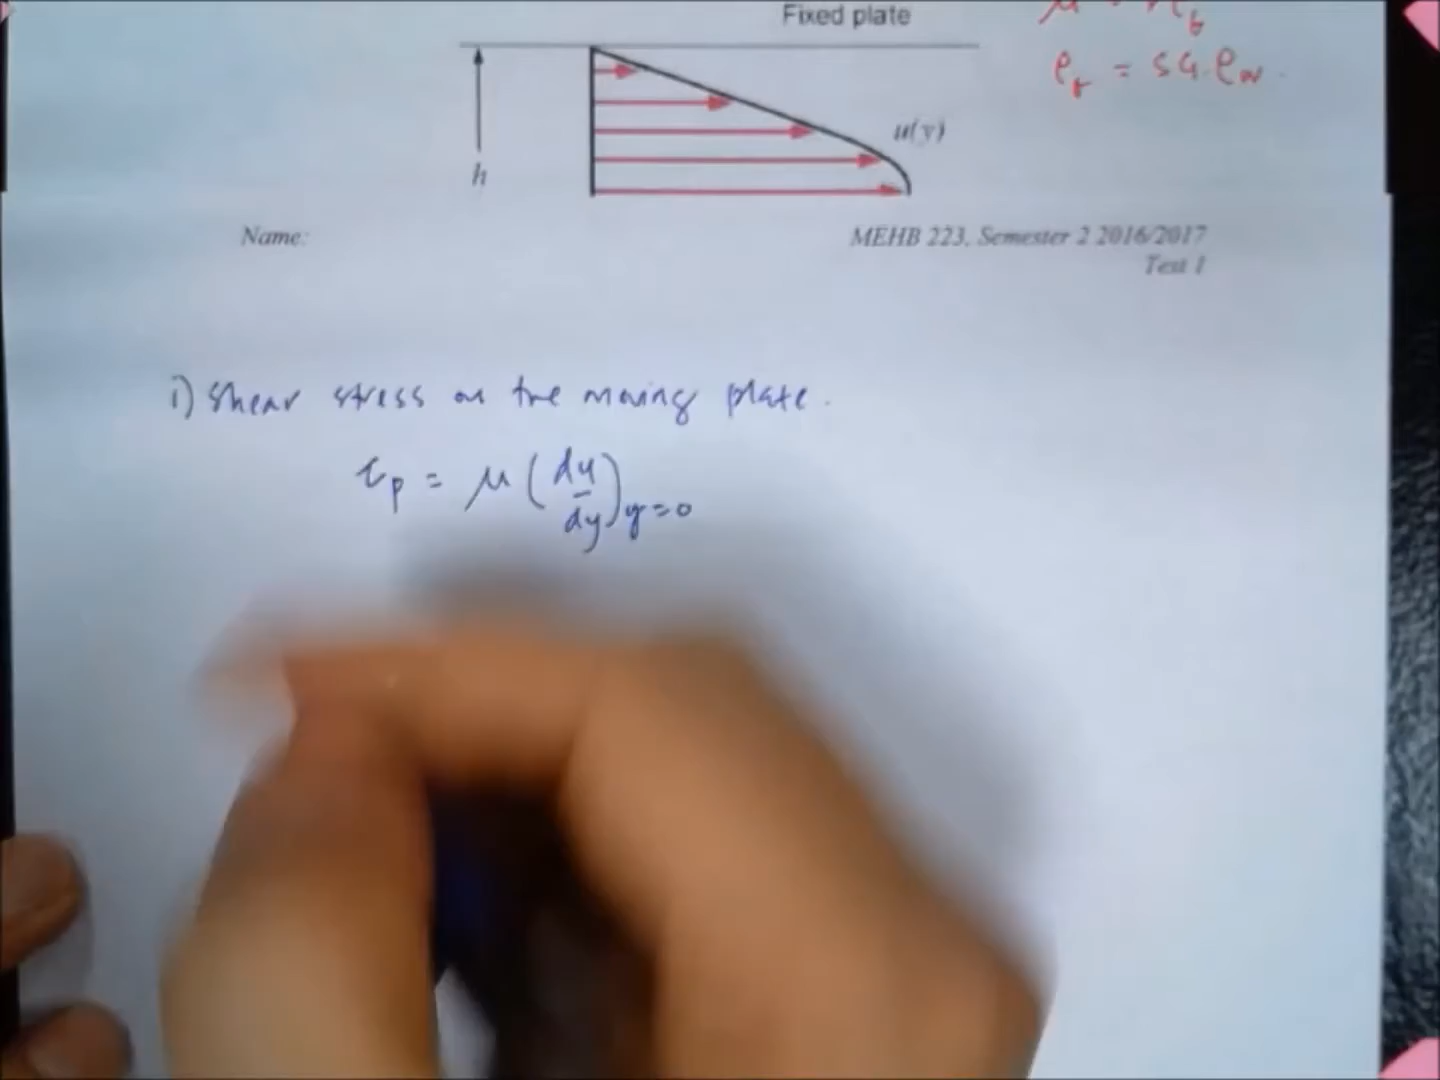 Fixed plate
ρf = SG.ρw.
u(y)
h
Name:
MEHB 223, Semester 2 2016/2017
Test 1
i) shear stress on the moving plate.
τp = μ (du/dy)y=0